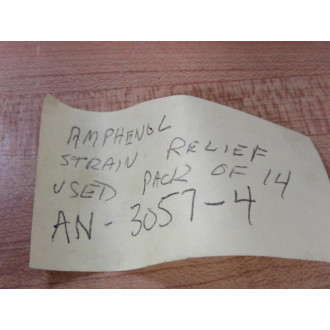 AMPHENOL
STRAIN RELIEF
USED PACK OF 14
AN-3057-4